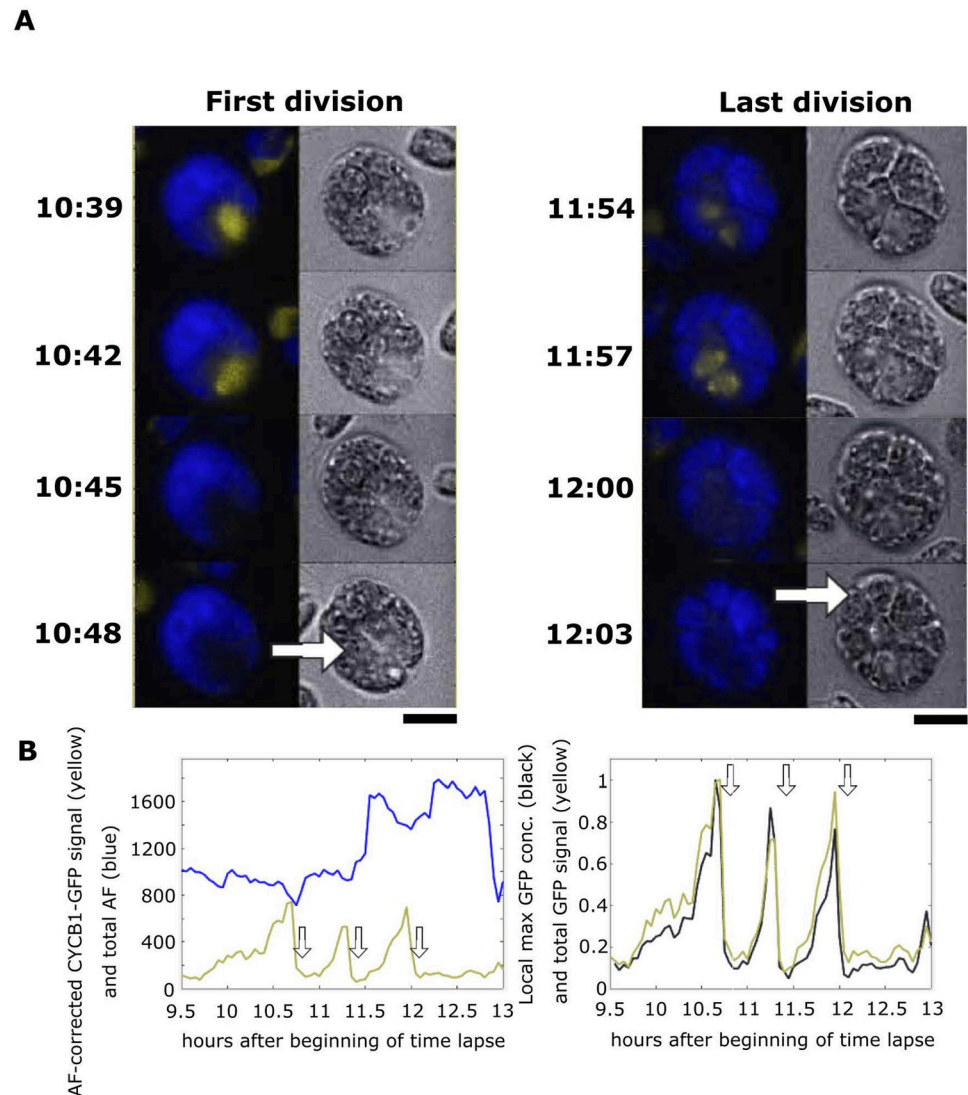 A
First division
Last division
10:39
10:42
10:45
10:48
11:54
11:57
12:00
12:03
B
AF-corrected CYCB1-GFP signal (yellow)
and total AF (blue)
1600
1200
800
400
0
9.5 10 10.5 11 11.5 12 12.5 13
hours after beginning of time lapse
Local max GFP conc. (black)
and total GFP signal (yellow)
1
0.8
0.6
0.4
0.2
0
9.5 10 10.5 11 11.5 12 12.5 13
hours after beginning of time lapse